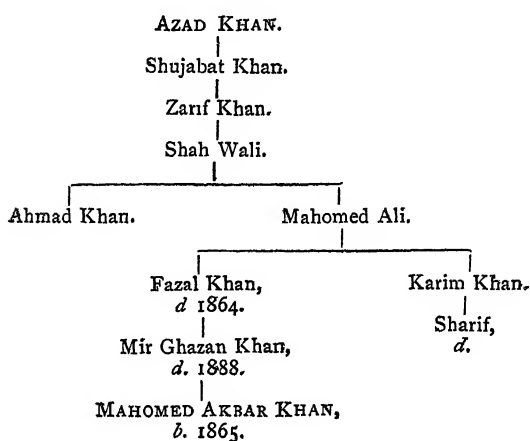 AZAD KHAN.
Shujabat Khan.
Zarif Khan.
Shah Wali.
Ahmad Khan. Mahomed Ali.
Fazal Khan, Karim Khan.
d 1864.
Sharif,
Mir Ghazan Khan, d.
d. 1888.
MAHOMED AKBAR KHAN,
b. 1865.